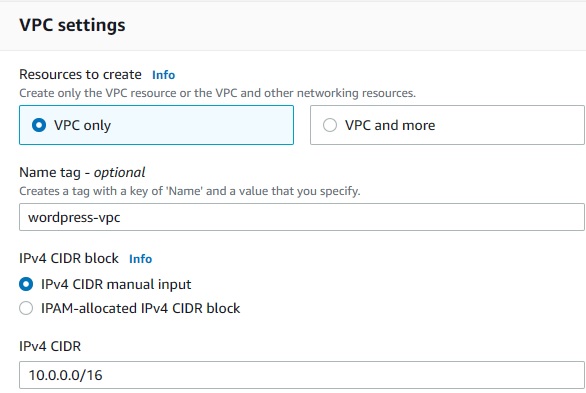 VPC settings
Resources to create Info
Create only the VPC resource or the VPC and other networking resources.
VPC only VPC and more
Name tag - optional
Creates a tag with a key of 'Name' and a value that you specify.
wordpress-vpc
IPv4 CIDR block Info
IPv4 CIDR manual input
IPAM-allocated IPv4 CIDR block
IPv4 CIDR
10.0.0.0/16